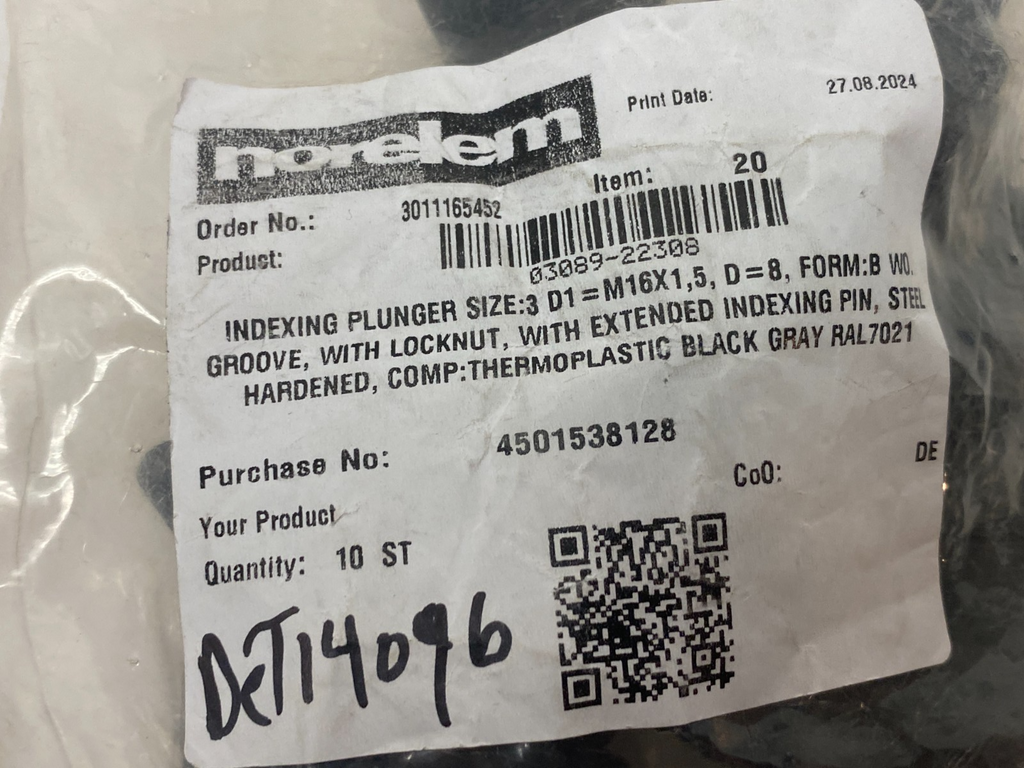 norelem
Print Date: 27.08.2024
Order No.: 3011165452 Item: 20
Product:
03089-22308
INDEXING PLUNGER SIZE:3 D1=M16X1,5, D=8, FORM:B WO.
GROOVE, WITH LOCKNUT, WITH EXTENDED INDEXING PIN, STEEL
HARDENED, COMP:THERMOPLASTIC BLACK GRAY RAL7021
Purchase No: 4501538128
CoO: DE
Your Product
Quantity: 10 ST
DET14096